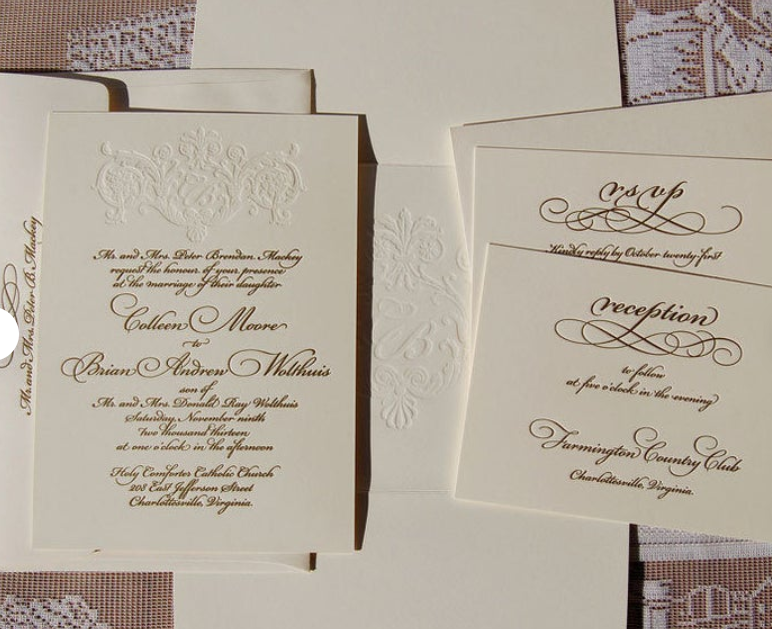 Mr. and Mrs. Peter B. Mackey
Mr. and Mrs. Peter Brendan Mackey
request the honour of your presence
at the marriage of their daughter
Colleen Moore
to
Brian Andrew Wolthuis
son of
Mr. and Mrs. Donald Ray Wolthuis
Saturday, November ninth
two thousand thirteen
at one o'clock in the afternoon
Holy Comforter Catholic Church
208 East Jefferson Street
Charlottesville, Virginia
rsvp
Kindly reply by October twenty-first
reception
to follow
at five o'clock in the evening
Farmington Country Club
Charlottesville, Virginia